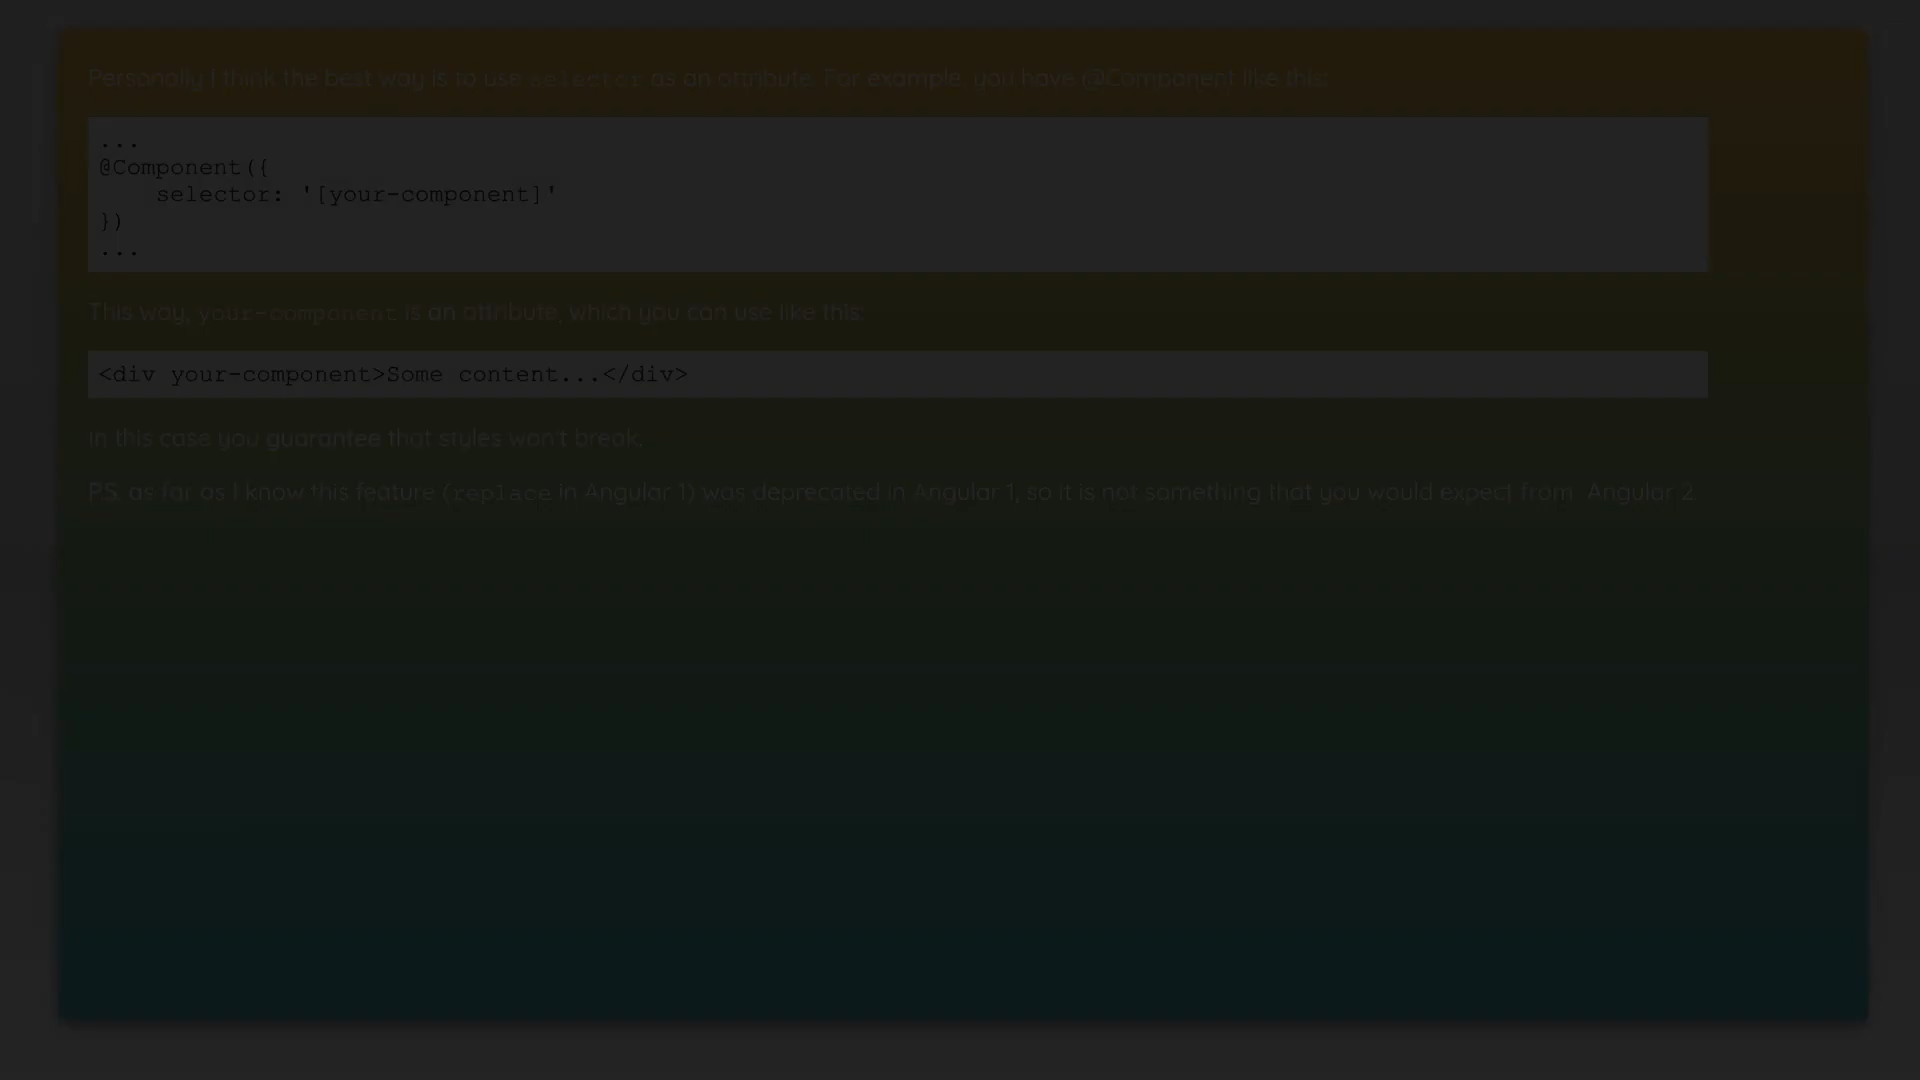 Personally I think the best way is to use selector as an attribute. For example, you have @Component like this:
...
@Component({
    selector: '[your-component]'
})
...
This way, your-component is an attribute, which you can use like this:
<div your-component>Some content...</div>
In this case you guarantee that styles won't break.
PS. as far as I know this feature (replace in Angular 1) was deprecated in Angular 1, so it is not something that you would expect from  Angular 2